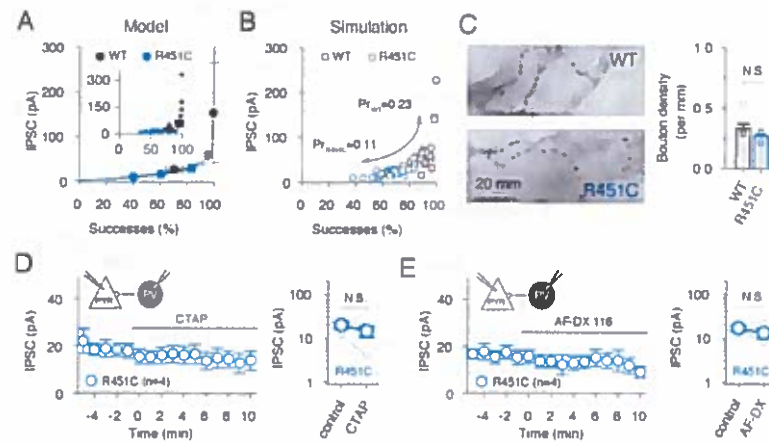 A
Model
IPSC (pA)
300
200
100
0
WT
R451C
300
150
0
50
100
0 20 40 60 80 100
Successes (%)
B
Simulation
IPSC (pA)
300
200
100
0
WT
R451C
Pr
=0.23
=0.11
0 20 40 60 80 100
Successes (%)
C
WT
20 mm
R451C
Bouton density
(per mm)
1.0
0.5
0.0
N.S.
WT
R451C
D
PYR
PV
CTAP
IPSC (pA)
40
20
0
R451C (n=4)
-4 -2 0 2 4 6 8 10
Time (min)
IPSC (pA)
100
10
1
N.S.
R451C
control
CTAP
E
PYR
PV
AF-DX 116
IPSC (pA)
40
20
0
R451C (n=4)
-4 -2 0 2 4 6 8 10
Time (min)
IPSC (pA)
100
10
1
N.S.
R451C
control
AF-DX